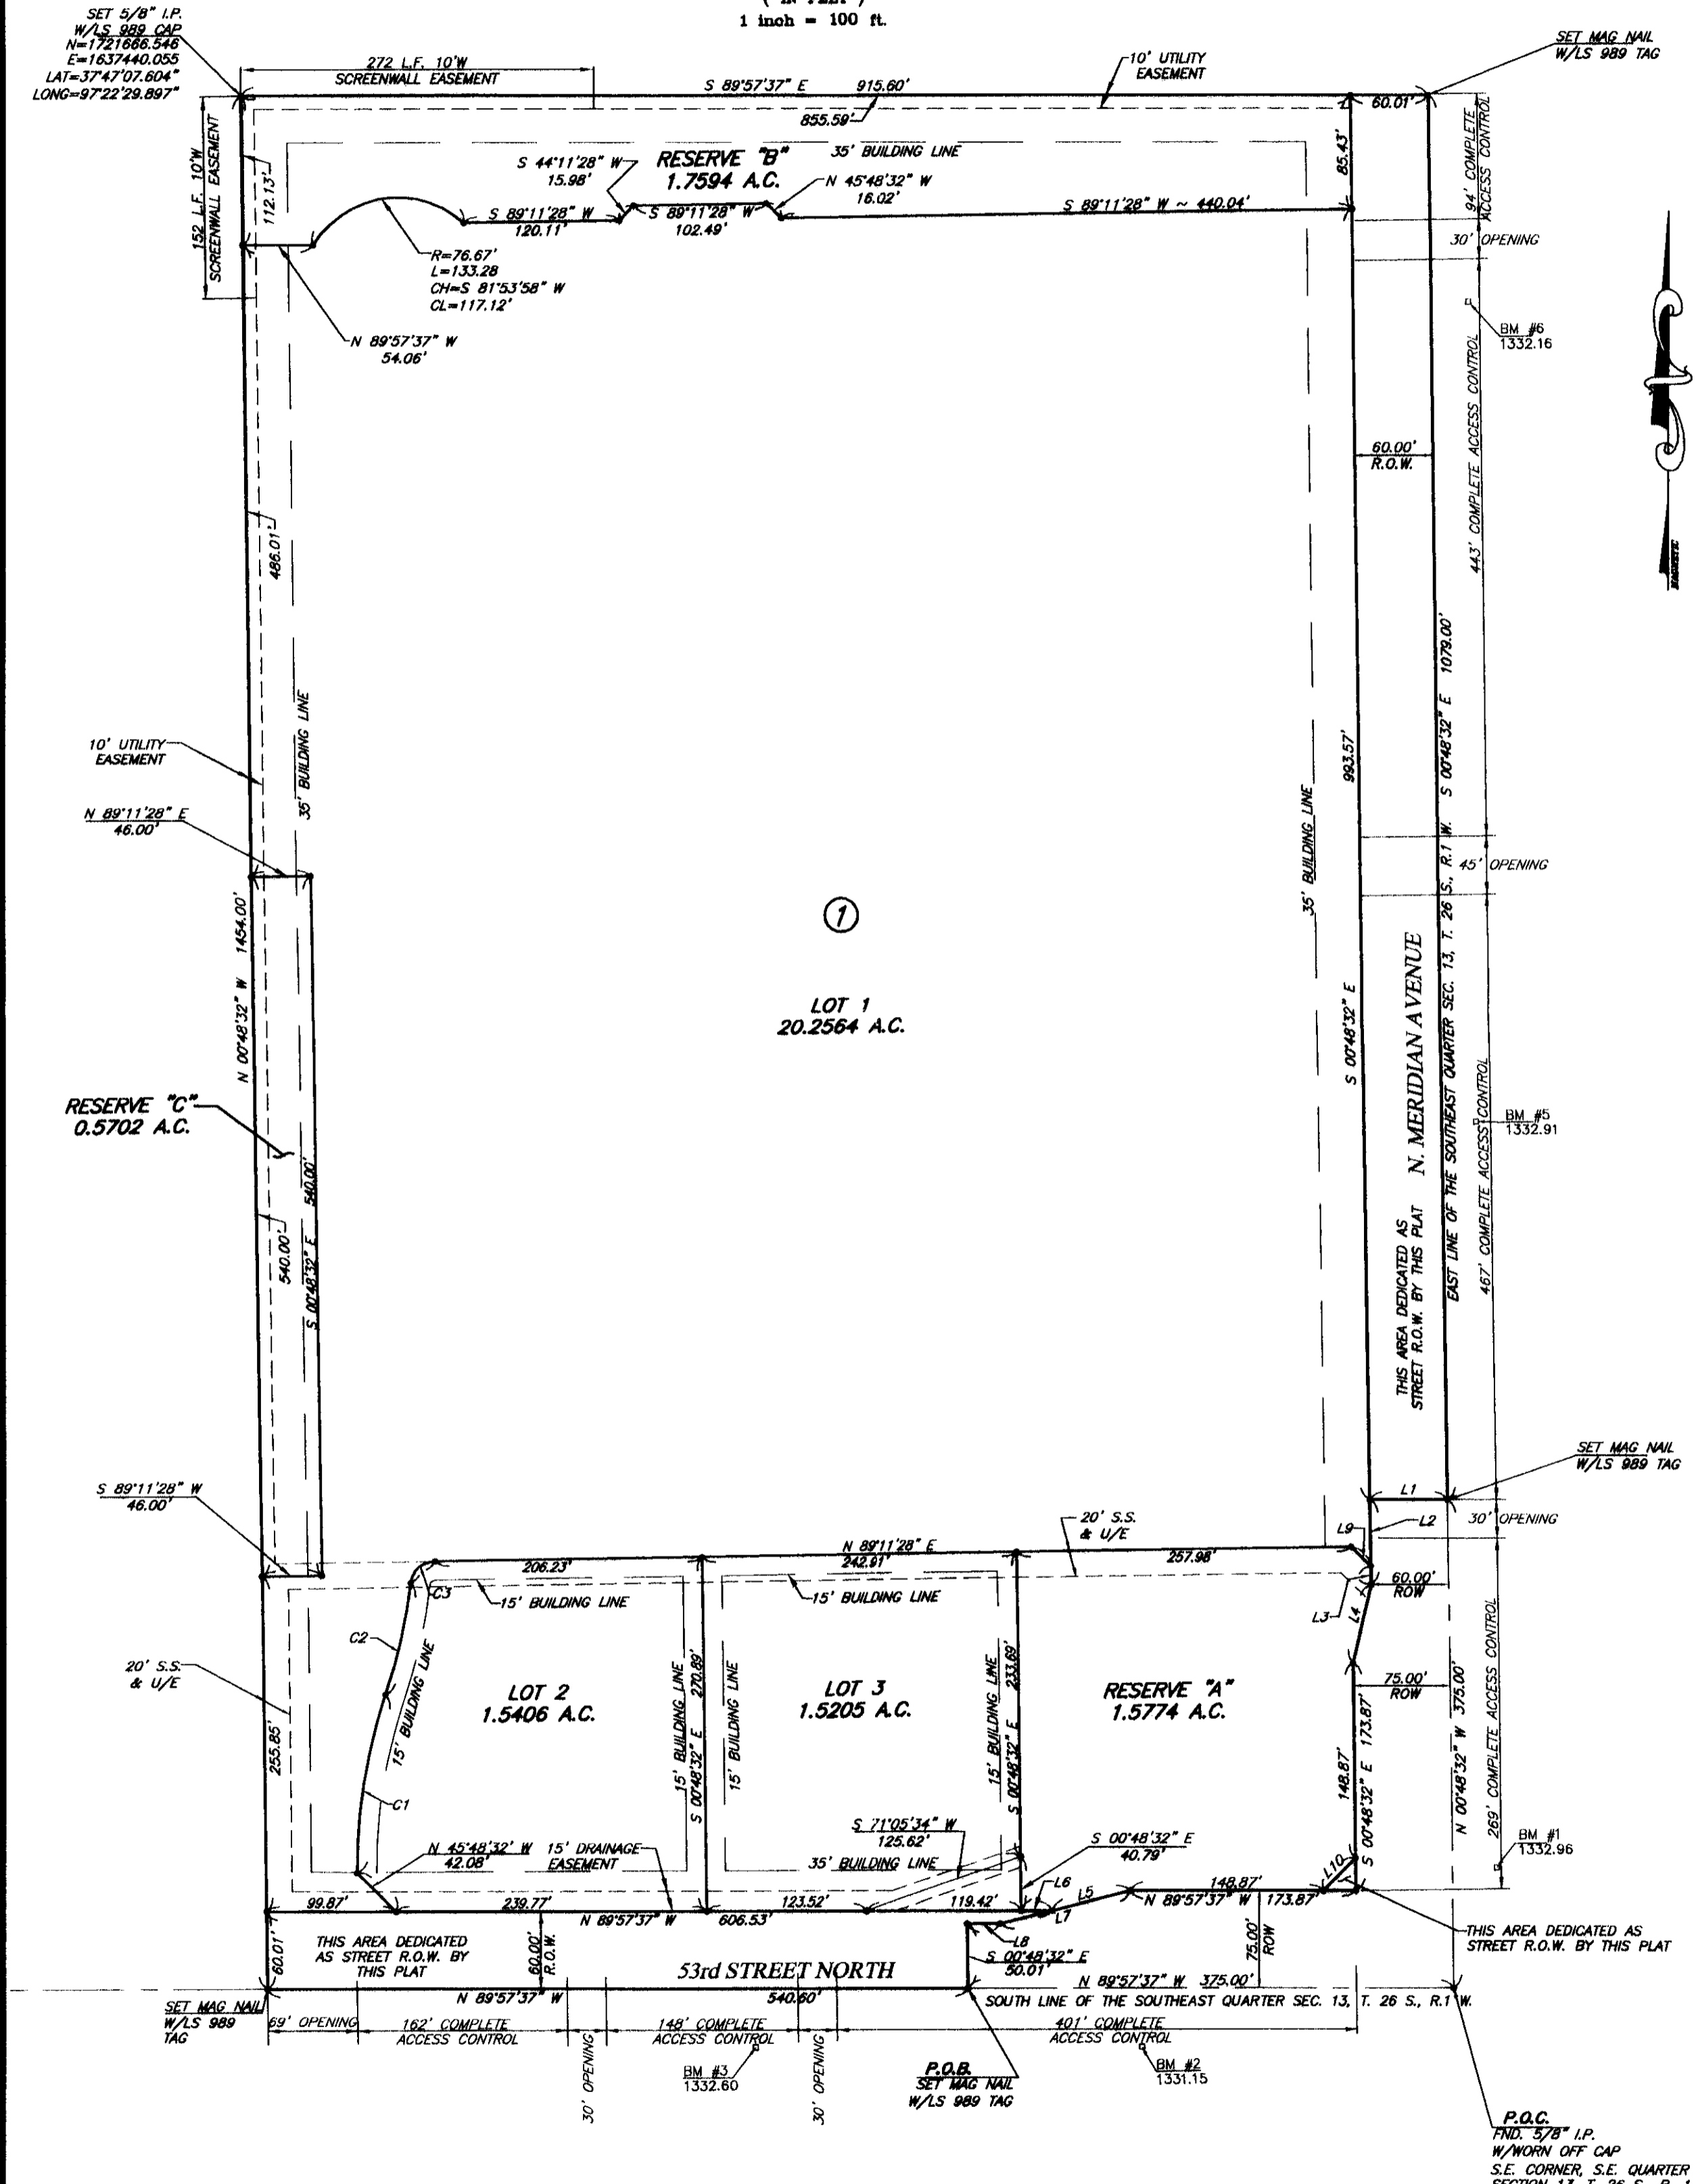 1 inch = 100 ft.
SET 5/8" I.P.
W/LS 989 CAP
N=1721666.546
E=1637440.055
LAT=37°47'07.604"
LONG=97°22'29.897"
272 L.F. 10'W
SCREENWALL EASEMENT
S 89°57'37" E 915.60'
855.59'
10' UTILITY
EASEMENT
60.01'
SET MAG NAIL
W/LS 989 TAG
152 L.F. 10'W
SCREENWALL EASEMENT
112.13'
S 44°11'28" W
15.98'
RESERVE "B"
1.7594 A.C.
35' BUILDING LINE
N 45°48'32" W
16.02'
85.43'
94' COMPLETE
ACCESS CONTROL
S 89°11'28" W
120.11'
S 89°11'28" W
102.49'
S 89°11'28" W ~ 440.04'
30' OPENING
R=76.67'
L=133.28
CH=S 81°53'58" W
CL=117.12'
N 89°57'37" W
54.06'
BM #6
1332.16
443' COMPLETE ACCESS CONTROL
60.00'
R.O.W.
MAGNETIC
486.01'
35' BUILDING LINE
10' UTILITY
EASEMENT
N 89°11'28" E
46.00'
993.57'
S 00°48'32" E 1079.00'
35' BUILDING LINE
45' OPENING
1
N 00°48'32" W 1454.00'
LOT 1
20.2564 A.C.
S 00°48'32" E
N. MERIDIAN AVENUE
EAST LINE OF THE SOUTHEAST QUARTER SEC. 13, T. 26 S., R.1 W.
467' COMPLETE ACCESS CONTROL
BM #5
1332.91
RESERVE "C"
0.5702 A.C.
540.00'
S 00°48'32" E 540.00'
THIS AREA DEDICATED AS
STREET R.O.W. BY THIS PLAT
SET MAG NAIL
W/LS 989 TAG
S 89°11'28" W
46.00'
L1
L2
30' OPENING
20' S.S.
& U/E
L9
N 89°11'28" E
206.23'
242.91'
257.98'
C3
15' BUILDING LINE
15' BUILDING LINE
60.00'
ROW
L3
L4
C2
20' S.S.
& U/E
15' BUILDING LINE
LOT 2
1.5406 A.C.
15' BUILDING LINE
S 00°48'32" E 270.89'
15' BUILDING LINE
LOT 3
1.5205 A.C.
15' BUILDING LINE
S 00°48'32" E 233.69'
RESERVE "A"
1.5774 A.C.
75.00'
ROW
255.85'
C1
148.87'
S 00°48'32" E 173.87'
N 00°48'32" W 375.00'
269' COMPLETE ACCESS CONTROL
BM #1
1332.96
N 45°48'32' W
42.08'
15' DRAINAGE
EASEMENT
S 71°05'34" W
125.62'
35' BUILDING LINE
S 00°48'32" E
40.79'
L10
L6
L5
L7
L8
99.87'
239.77'
123.52'
119.42'
N 89°57'37" W 606.53'
148.87'
N 89°57'37" W 173.87'
60.01'
THIS AREA DEDICATED
AS STREET R.O.W. BY
THIS PLAT
60.00'
R.O.W.
53rd STREET NORTH
S 00°48'32" E
50.01'
75.00'
ROW
THIS AREA DEDICATED AS
STREET R.O.W. BY THIS PLAT
N 89°57'37" W 375.00'
N 89°57'37" W 540.60'
SOUTH LINE OF THE SOUTHEAST QUARTER SEC. 13, T. 26 S., R.1 W.
SET MAG NAIL
W/LS 989
TAG
69' OPENING
162' COMPLETE
ACCESS CONTROL
30' OPENING
148' COMPLETE
ACCESS CONTROL
30' OPENING
401' COMPLETE
ACCESS CONTROL
BM #3
1332.60
P.O.B.
SET MAG NAIL
W/LS 989 TAG
BM #2
1331.15
P.O.C.
FND. 5/8" I.P.
W/WORN OFF CAP
S.E. CORNER, S.E. QUARTER